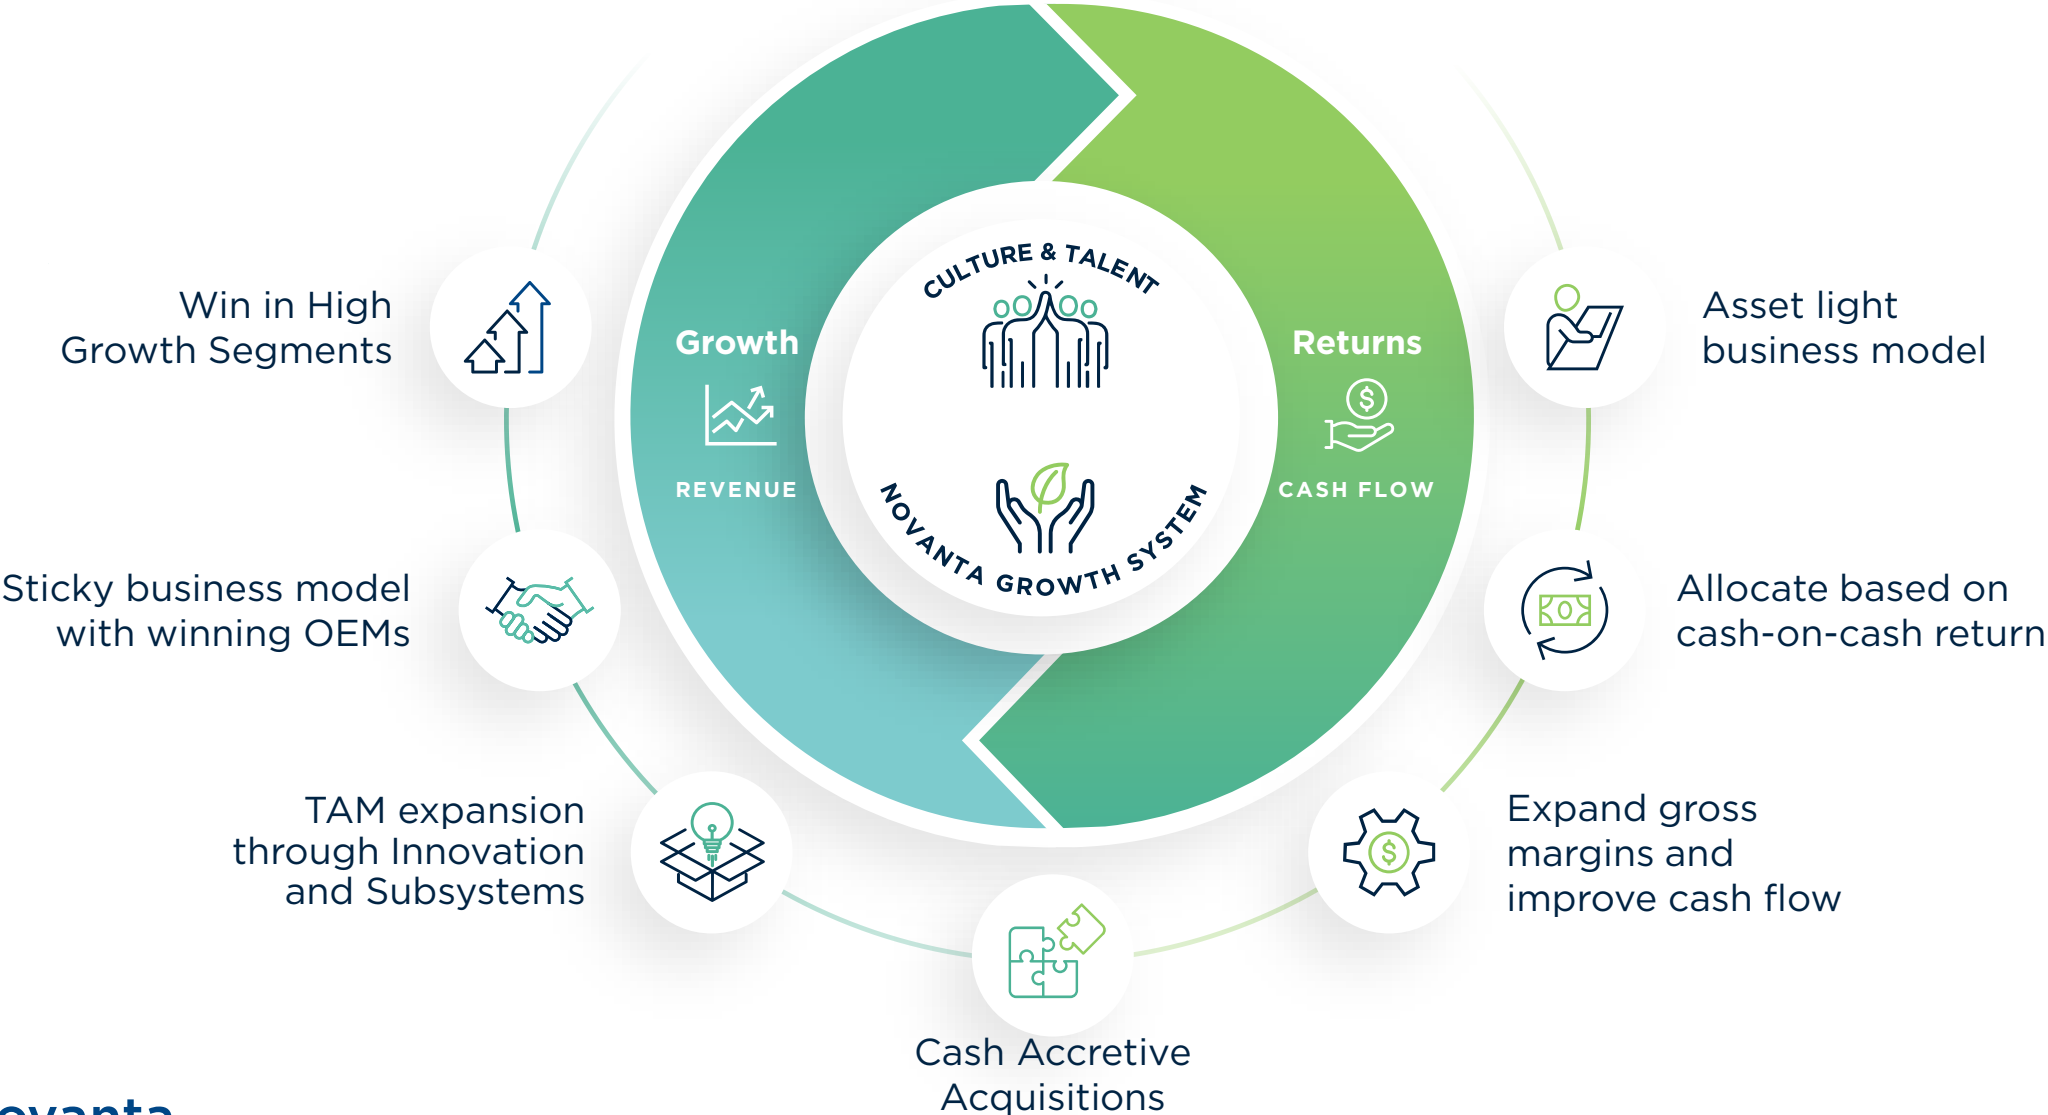 CULTURE & TALENT
Growth
REVENUE
Returns
CASH FLOW
NOVANTA GROWTH SYSTEM
Win in High
Growth Segments
Sticky business model
with winning OEMs
TAM expansion
through Innovation
and Subsystems
Cash Accretive
Acquisitions
Expand gross
margins and
improve cash flow
Allocate based on
cash-on-cash return
Asset light
business model